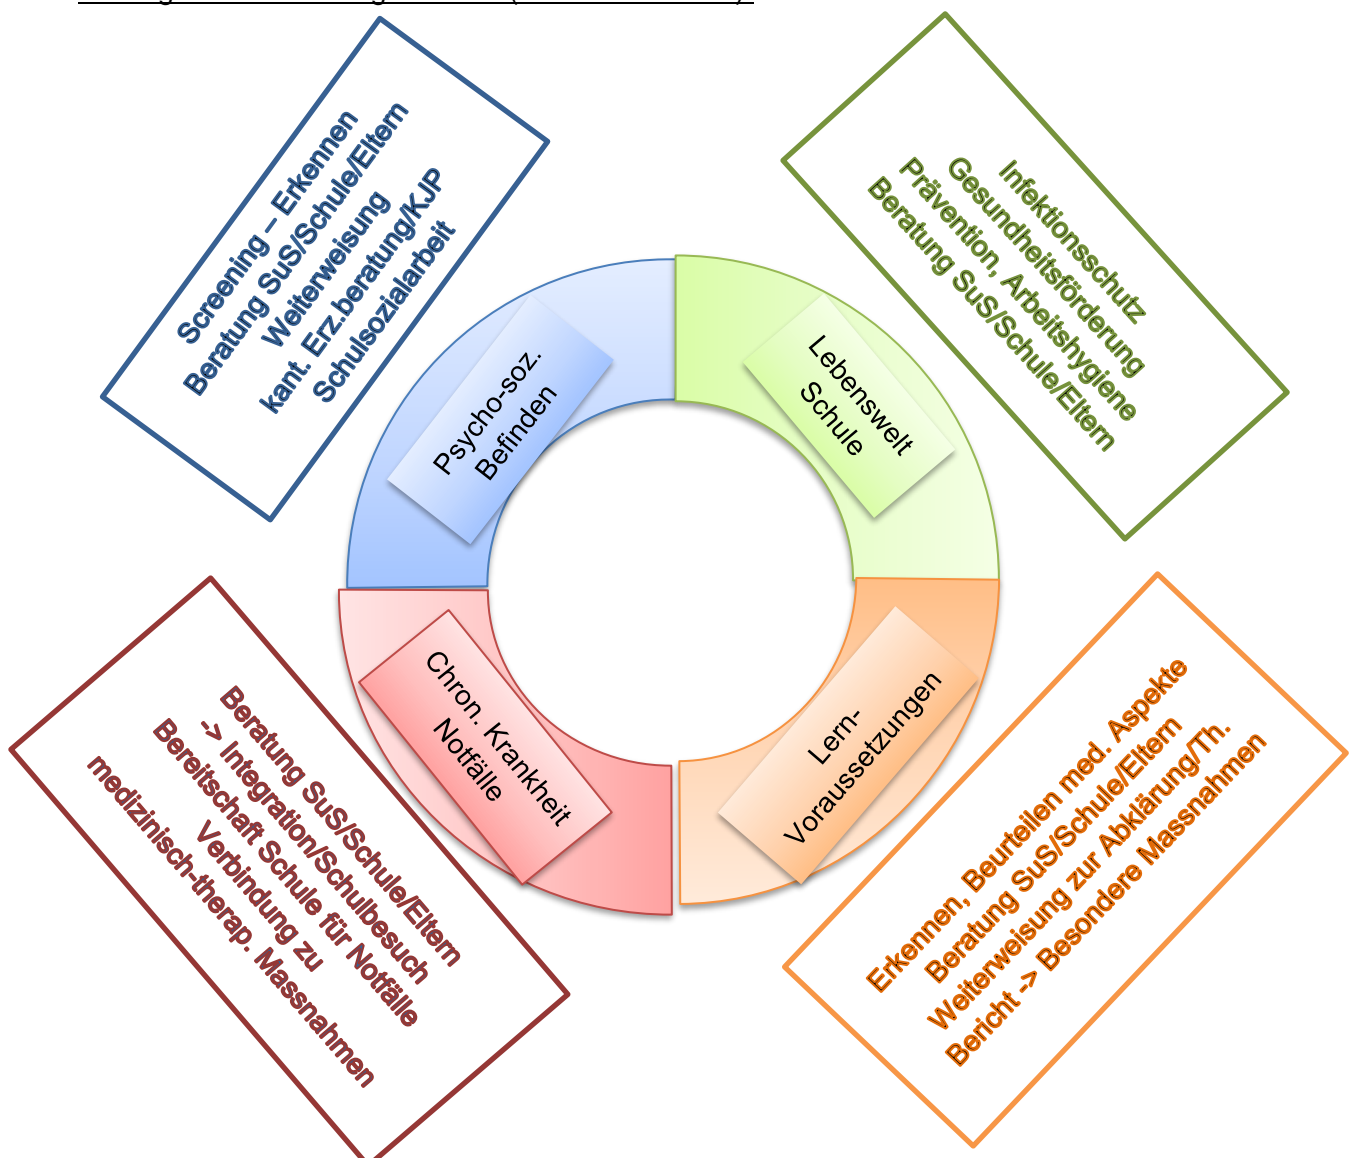 Screening – Erkennen
Beratung SuS/Schule/Eltern
Weiterweisung
kant. Erz.beratung/KJP
Schulsozialarbeit
Infektionsschutz
Gesundheitsförderung
Prävention, Arbeitshygiene
Beratung SuS/Schule/Eltern
Psycho-soz.
Befinden
Lebenswelt
Schule
Chron. Krankheit
Notfälle
Lern-
Voraussetzungen
Beratung SuS/Schule/Eltern
-> Integration/Schulbesuch
Bereitschaft Schule für Notfälle
Verbindung zu
medizinisch-therap. Massnahmen
Erkennen, Beurteilen med. Aspekte
Beratung SuS/Schule/Eltern
Weiterweisung zur Abklärung/Th.
Bericht -> Besondere Massnahmen